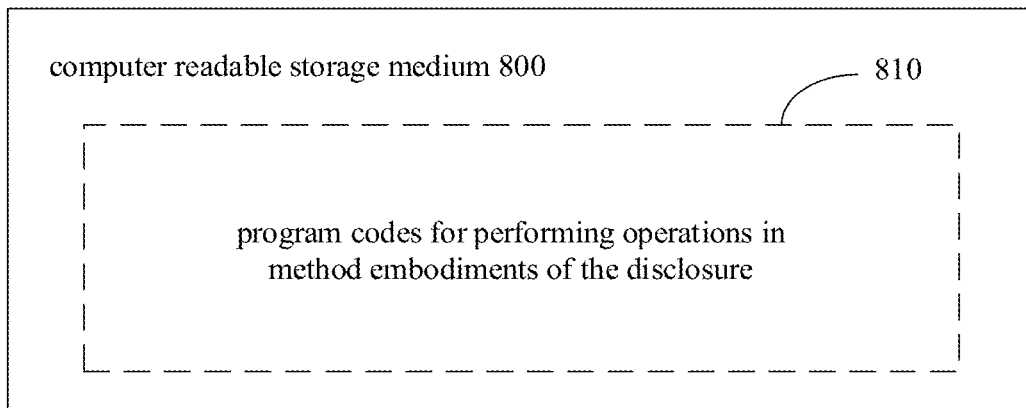 computer readable storage medium 800
810
program codes for performing operations in
method embodiments of the disclosure